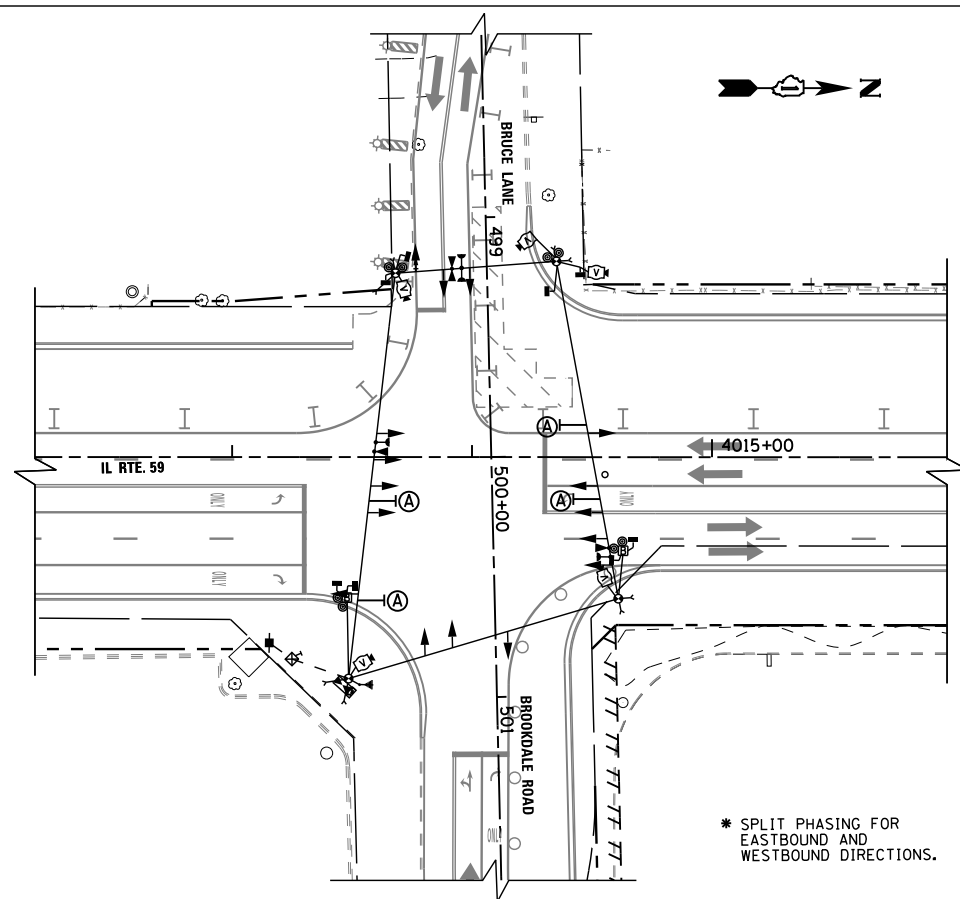 N
BRUCE LANE
499
V
V
V
A
4015+00
IL RTE. 59
500+00
ONLY
A
A
ONLY
A
ONLY
V
V
501
BROOKDALE ROAD
ONLY
* SPLIT PHASING FOR
EASTBOUND AND
WESTBOUND DIRECTIONS.